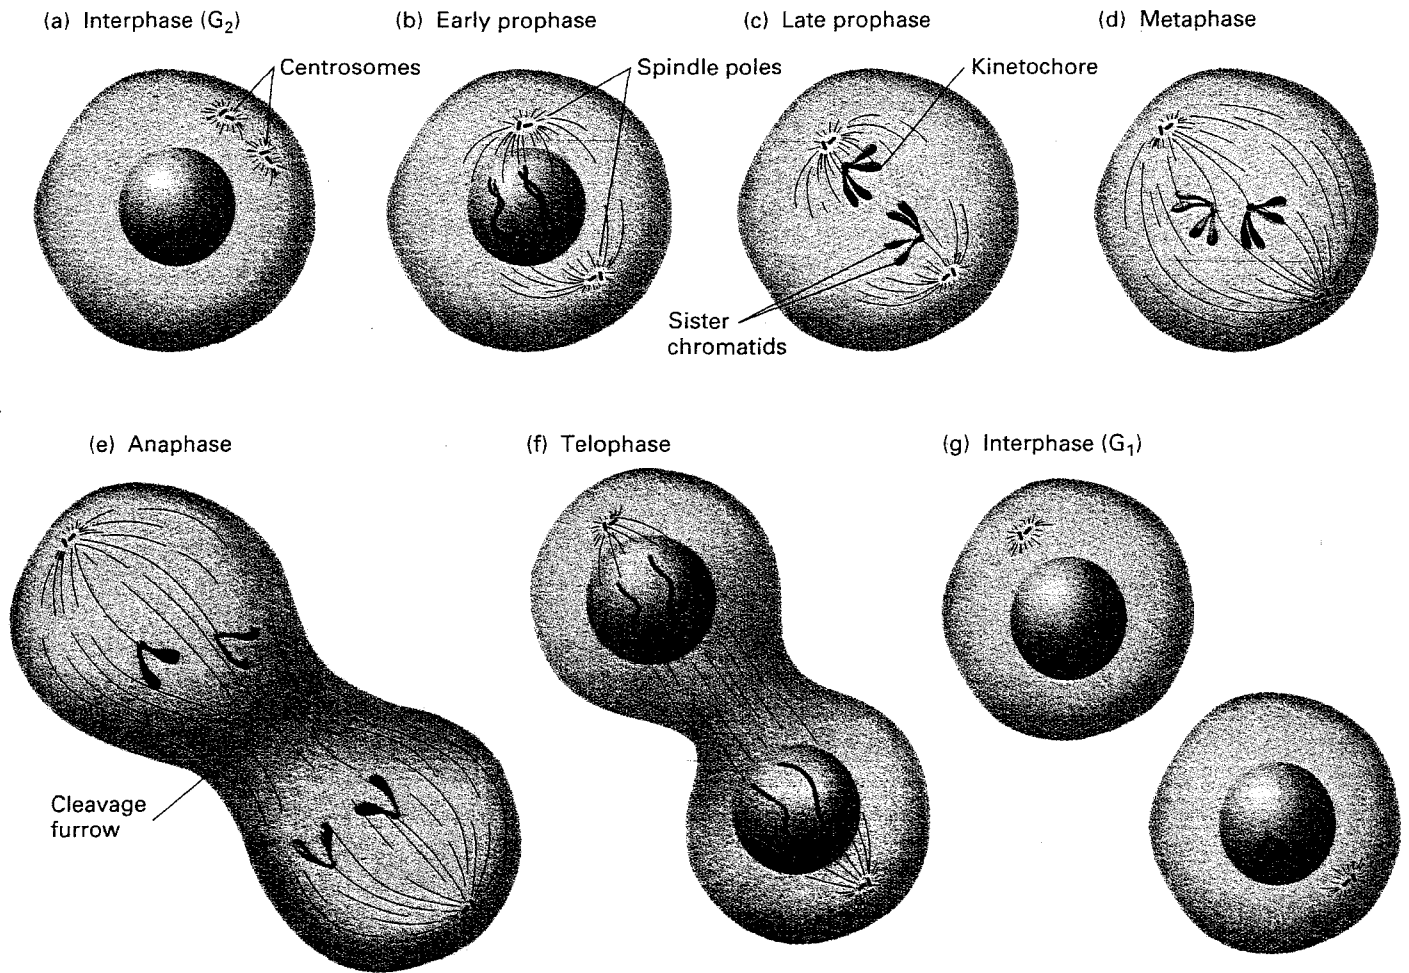 (a) Interphase (G₂)
(b) Early prophase
(c) Late prophase
(d) Metaphase
Centrosomes
Spindle poles
Kinetochore
Sister
chromatids
(e) Anaphase
(f) Telophase
(g) Interphase (G₁)
Cleavage
furrow